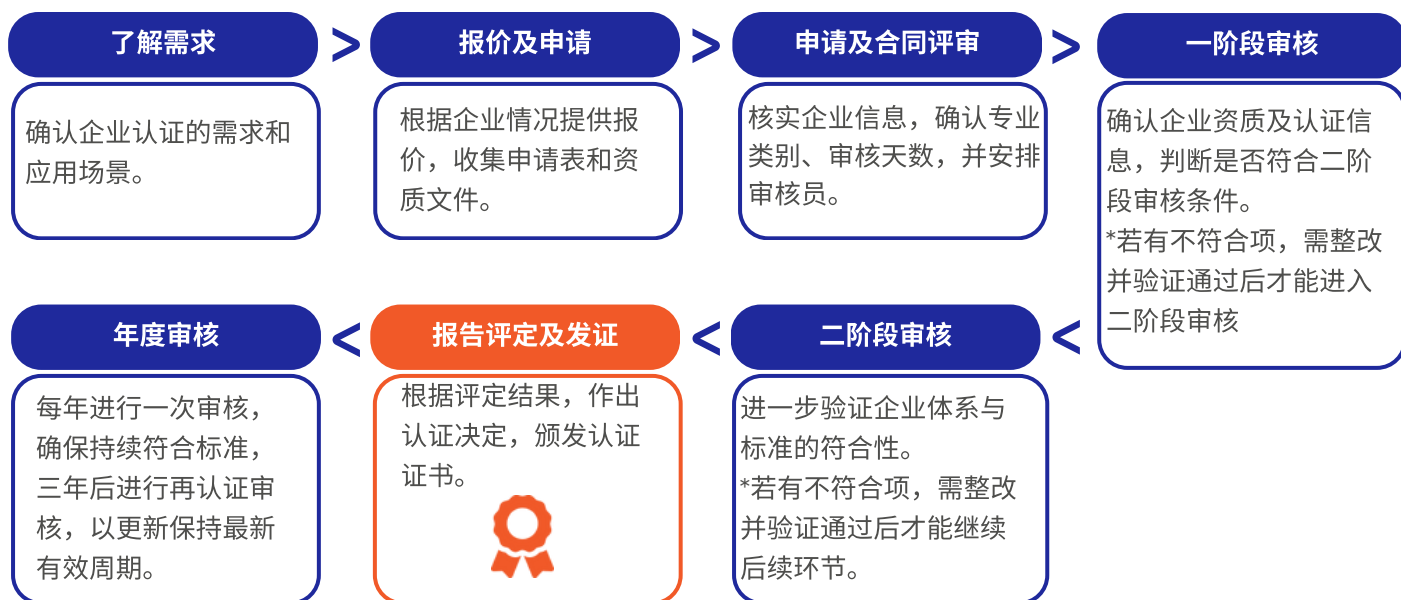 了解需求
确认企业认证的需求和
应用场景。
>
报价及申请
根据企业情况提供报
价，收集申请表和资
质文件。
>
申请及合同评审
核实企业信息，确认专业
类别、审核天数，并安排
审核员。
>
一阶段审核
确认企业资质及认证信
息，判断是否符合二阶
段审核条件。
*若有不符合项，需整改
并验证通过后才能进入
二阶段审核
<
二阶段审核
进一步验证企业体系与
标准的符合性。
*若有不符合项，需整改
并验证通过后才能继续
后续环节。
<
报告评定及发证
根据评定结果，作出
认证决定，颁发认证
证书。
<
年度审核
每年进行一次审核，
确保持续符合标准，
三年后进行再认证审
核，以更新保持最新
有效周期。